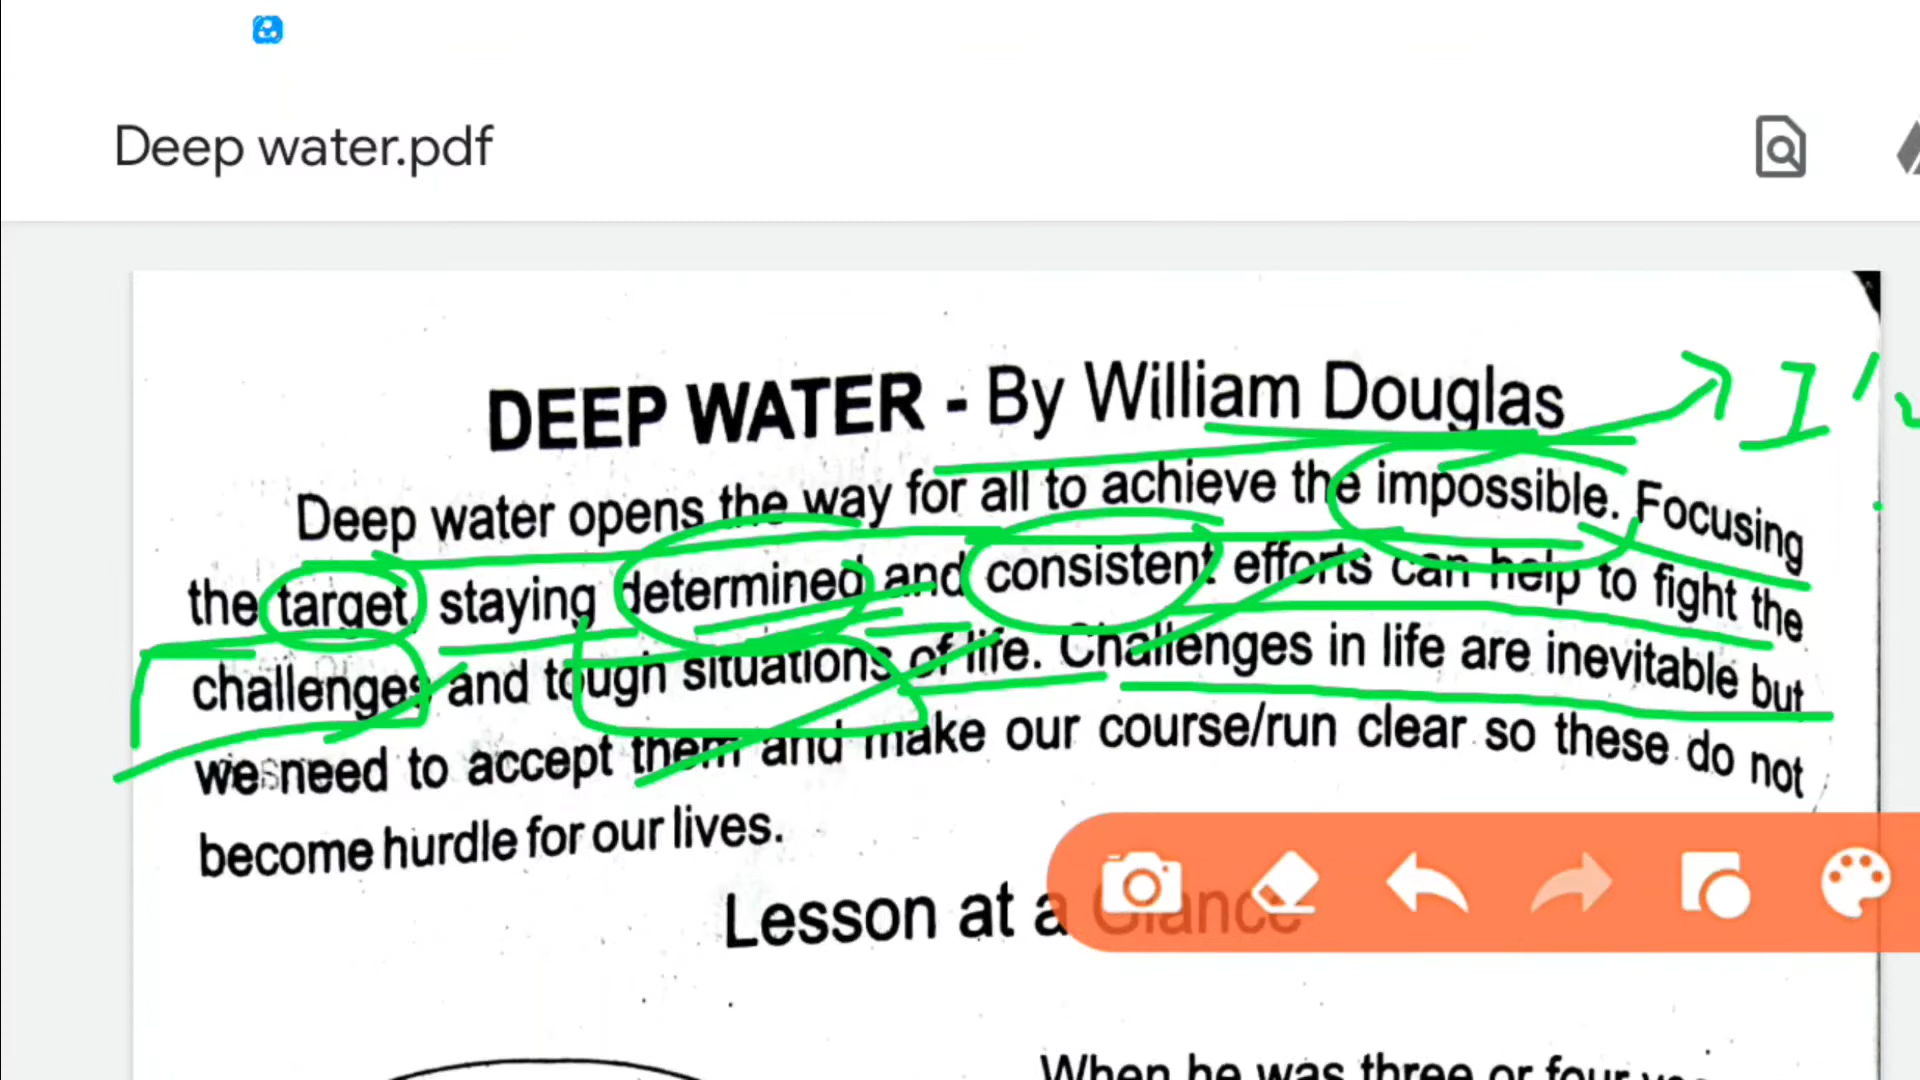 Deep water.pdf
DEEP WATER - By William Douglas
Deep water opens the way for all to achieve the impossible. Focusing
the target, staying determined and consistent efforts can help to fight the
challenges and tough situations of life. Challenges in life are inevitable but
we need to accept them and make our course/run clear so these do not
become hurdle for our lives.
Lesson at a Glance
When he was three or four